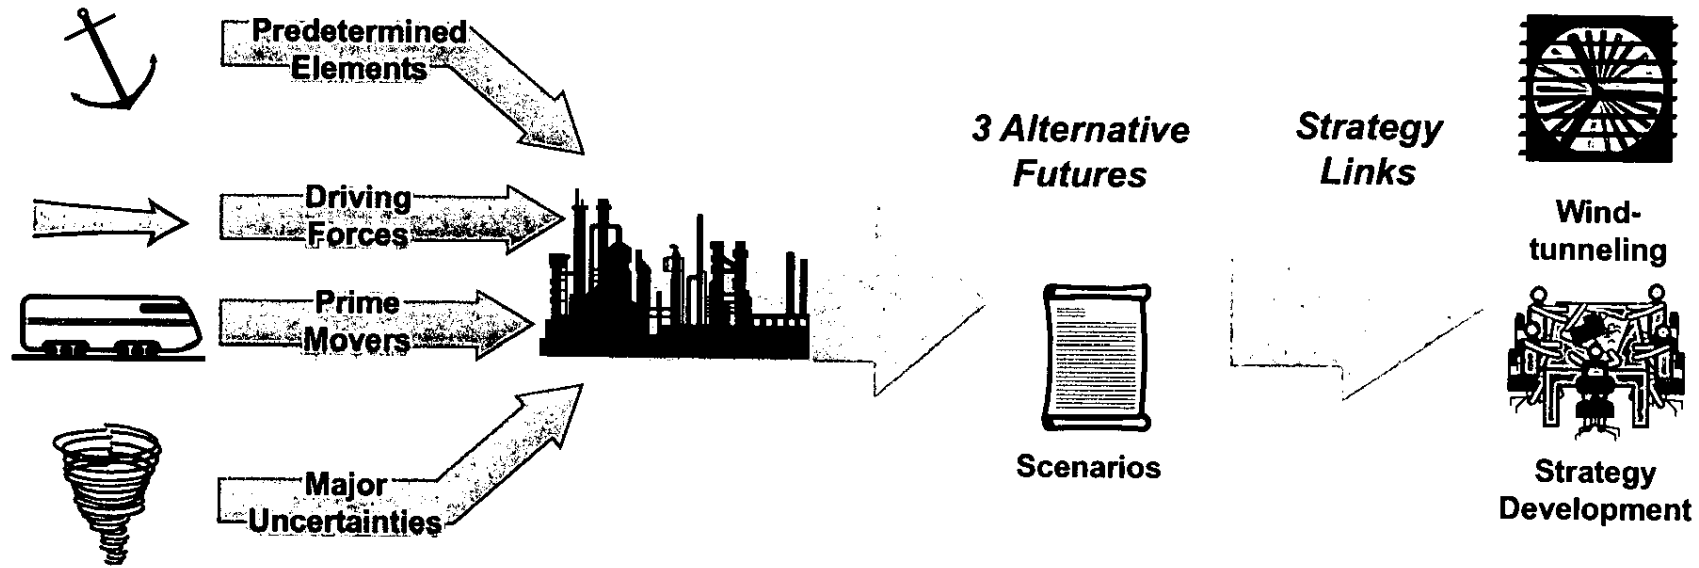 Predetermined
Elements
Driving
Forces
Prime
Movers
Major
Uncertainties
3 Alternative
Futures
Scenarios
Strategy
Links
Wind-
tunneling
Strategy
Development